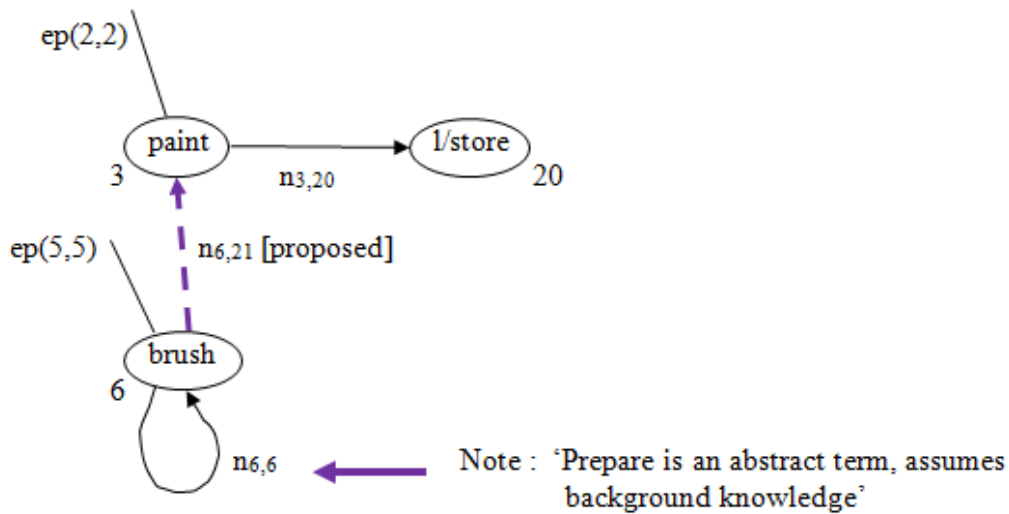 ep(2,2)
paint
l/store
3
n3,20
20
ep(5,5)
n6,21 [proposed]
brush
6
n6,6
Note : ‘Prepare is an abstract term, assumes
background knowledge’